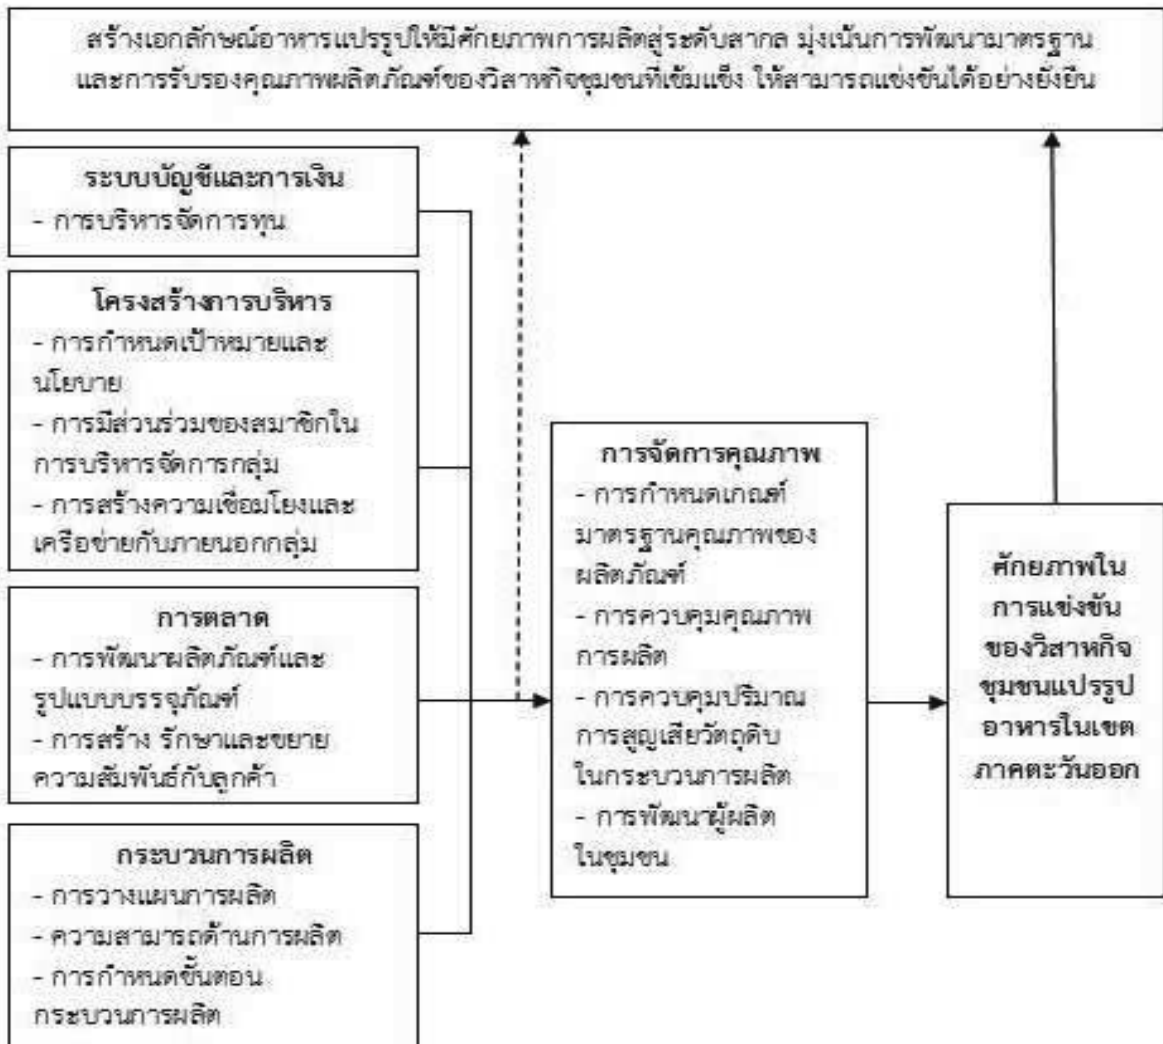 สร้างเอกลักษณ์อาหารแปรรูปให้มีศักยภาพการผลิตสู่ระดับสากล มุ่งเน้นการพัฒนามาตรฐาน
และการรับรองคุณภาพผลิตภัณฑ์ของวิสาหกิจชุมชนที่เข้มแข็ง ให้สามารถแข่งขันได้อย่างยั่งยืน
ระบบบัญชีและการเงิน
- การบริหารจัดการทุน
โครงสร้างการบริหาร
- การกำหนดเป้าหมายและ
นโยบาย
- การมีส่วนร่วมของสมาชิกใน
การบริหารจัดการกลุ่ม
- การสร้างความเชื่อมโยงและ
เครือข่ายกับภายนอกกลุ่ม
การตลาด
- การพัฒนาผลิตภัณฑ์และ
รูปแบบบรรจุภัณฑ์
- การสร้าง รักษาและขยาย
ความสัมพันธ์กับลูกค้า
กระบวนการผลิต
- การวางแผนการผลิต
- ความสามารถด้านการผลิต
- การกำหนดขั้นตอน
กระบวนการผลิต
การจัดการคุณภาพ
- การกำหนดเกณฑ์
มาตรฐานคุณภาพของ
ผลิตภัณฑ์
- การควบคุมคุณภาพ
การผลิต
- การควบคุมปริมาณ
การสูญเสียวัตถุดิบ
ในกระบวนการผลิต
- การพัฒนาผู้ผลิต
ในชุมชน
ศักยภาพใน
การแข่งขัน
ของวิสาหกิจ
ชุมชนแปรรูป
อาหารในเขต
ภาคตะวันออก